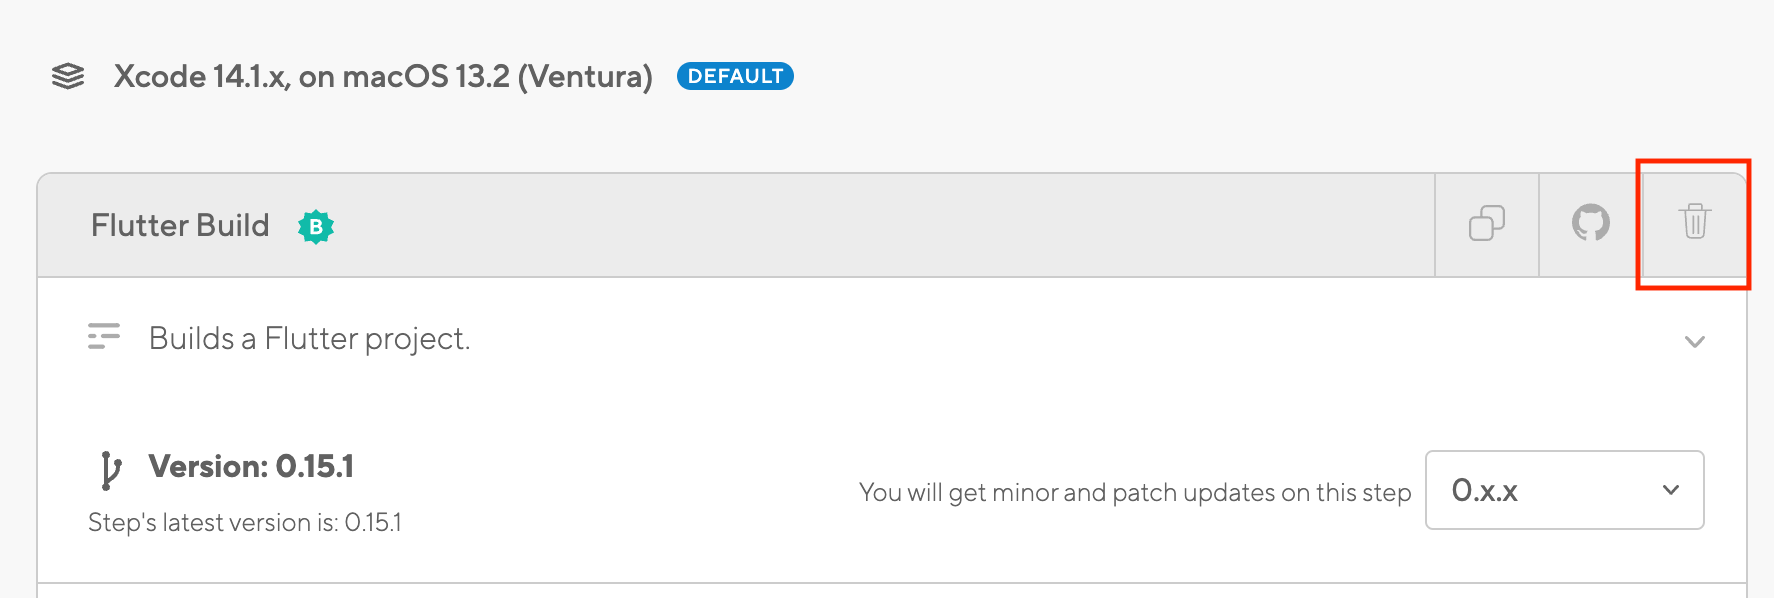 Xcode 14.1.x, on macOS 13.2 (Ventura) DEFAULT
Flutter Build B
Builds a Flutter project.
Version: 0.15.1
Step's latest version is: 0.15.1
You will get minor and patch updates on this step 0.x.x